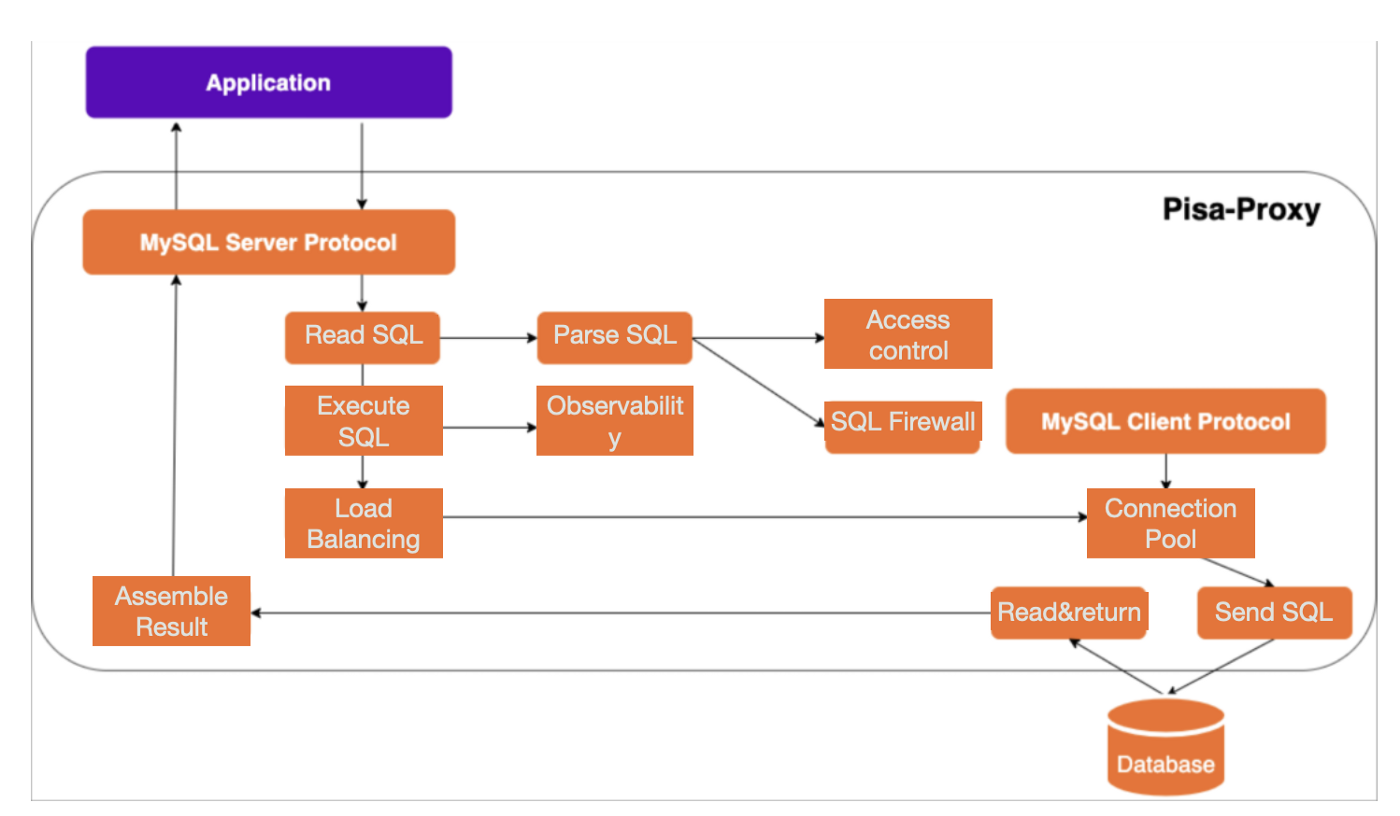 Application
Pisa-Proxy
MySQL Server Protocol
Read SQL
Parse SQL
Access
control
Execute
SQL
Observabilit
y
SQL Firewall
MySQL Client Protocol
Load
Balancing
Connection
Pool
Assemble
Result
Read&return
Send SQL
Database